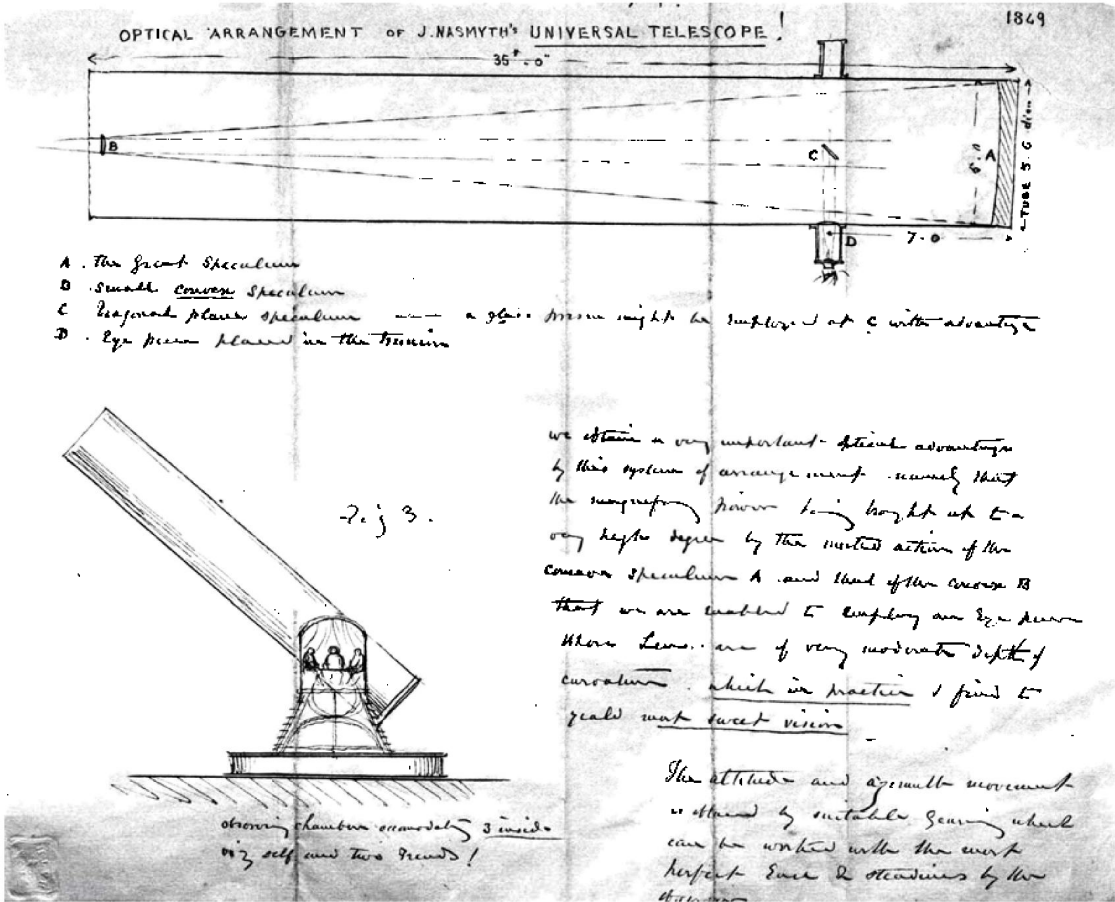 1849
OPTICAL ARRANGEMENT OF J. NASMYTH'S UNIVERSAL TELESCOPE!
35'-0"
B
C
6.0
A
TUBE 5.6 diam
D
7.0
A. the Great Speculum
B. small convex speculum
C Diagonal plane speculum --- a glass prism might be employed at C with advantage
D. Eye piece placed in the trunnion
we obtain a very important optical advantage
by this system of arrangement namely that
the magnifying power being brought up to a
very high degree by the united action of the
concave speculum A and that of the convex B
that we are enabled to employ an Eye piece
whose Lens.. are of very moderate depth of
curvature which in practice I find to
yeald most sweet vision
Fig 3.
The altitude and azimuth movement
is obtained by suitable Gearing which
can be worked with the most
perfect Ease & steadiness by the
observing chamber accomodating 3 inside
viz self and two Friends!